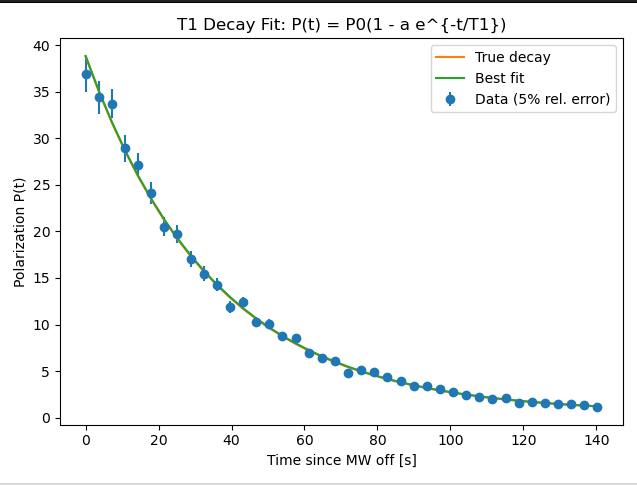 T1 Decay Fit: P(t) = P0(1 - a e^{-t/T1})
40
35
30
25
20
15
10
5
0
Polarization P(t)
True decay
Best fit
Data (5% rel. error)
0 20 40 60 80 100 120 140
Time since MW off [s]